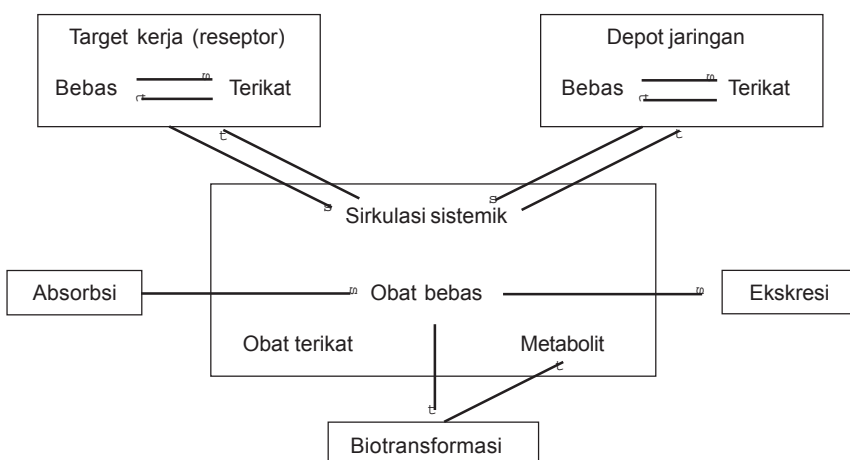 Target kerja (reseptor)
Bebas Terikat
Depot jaringan
Bebas Terikat
Sirkulasi sistemik
Absorbsi
Obat bebas
Ekskresi
Obat terikat
Metabolit
Biotransformasi